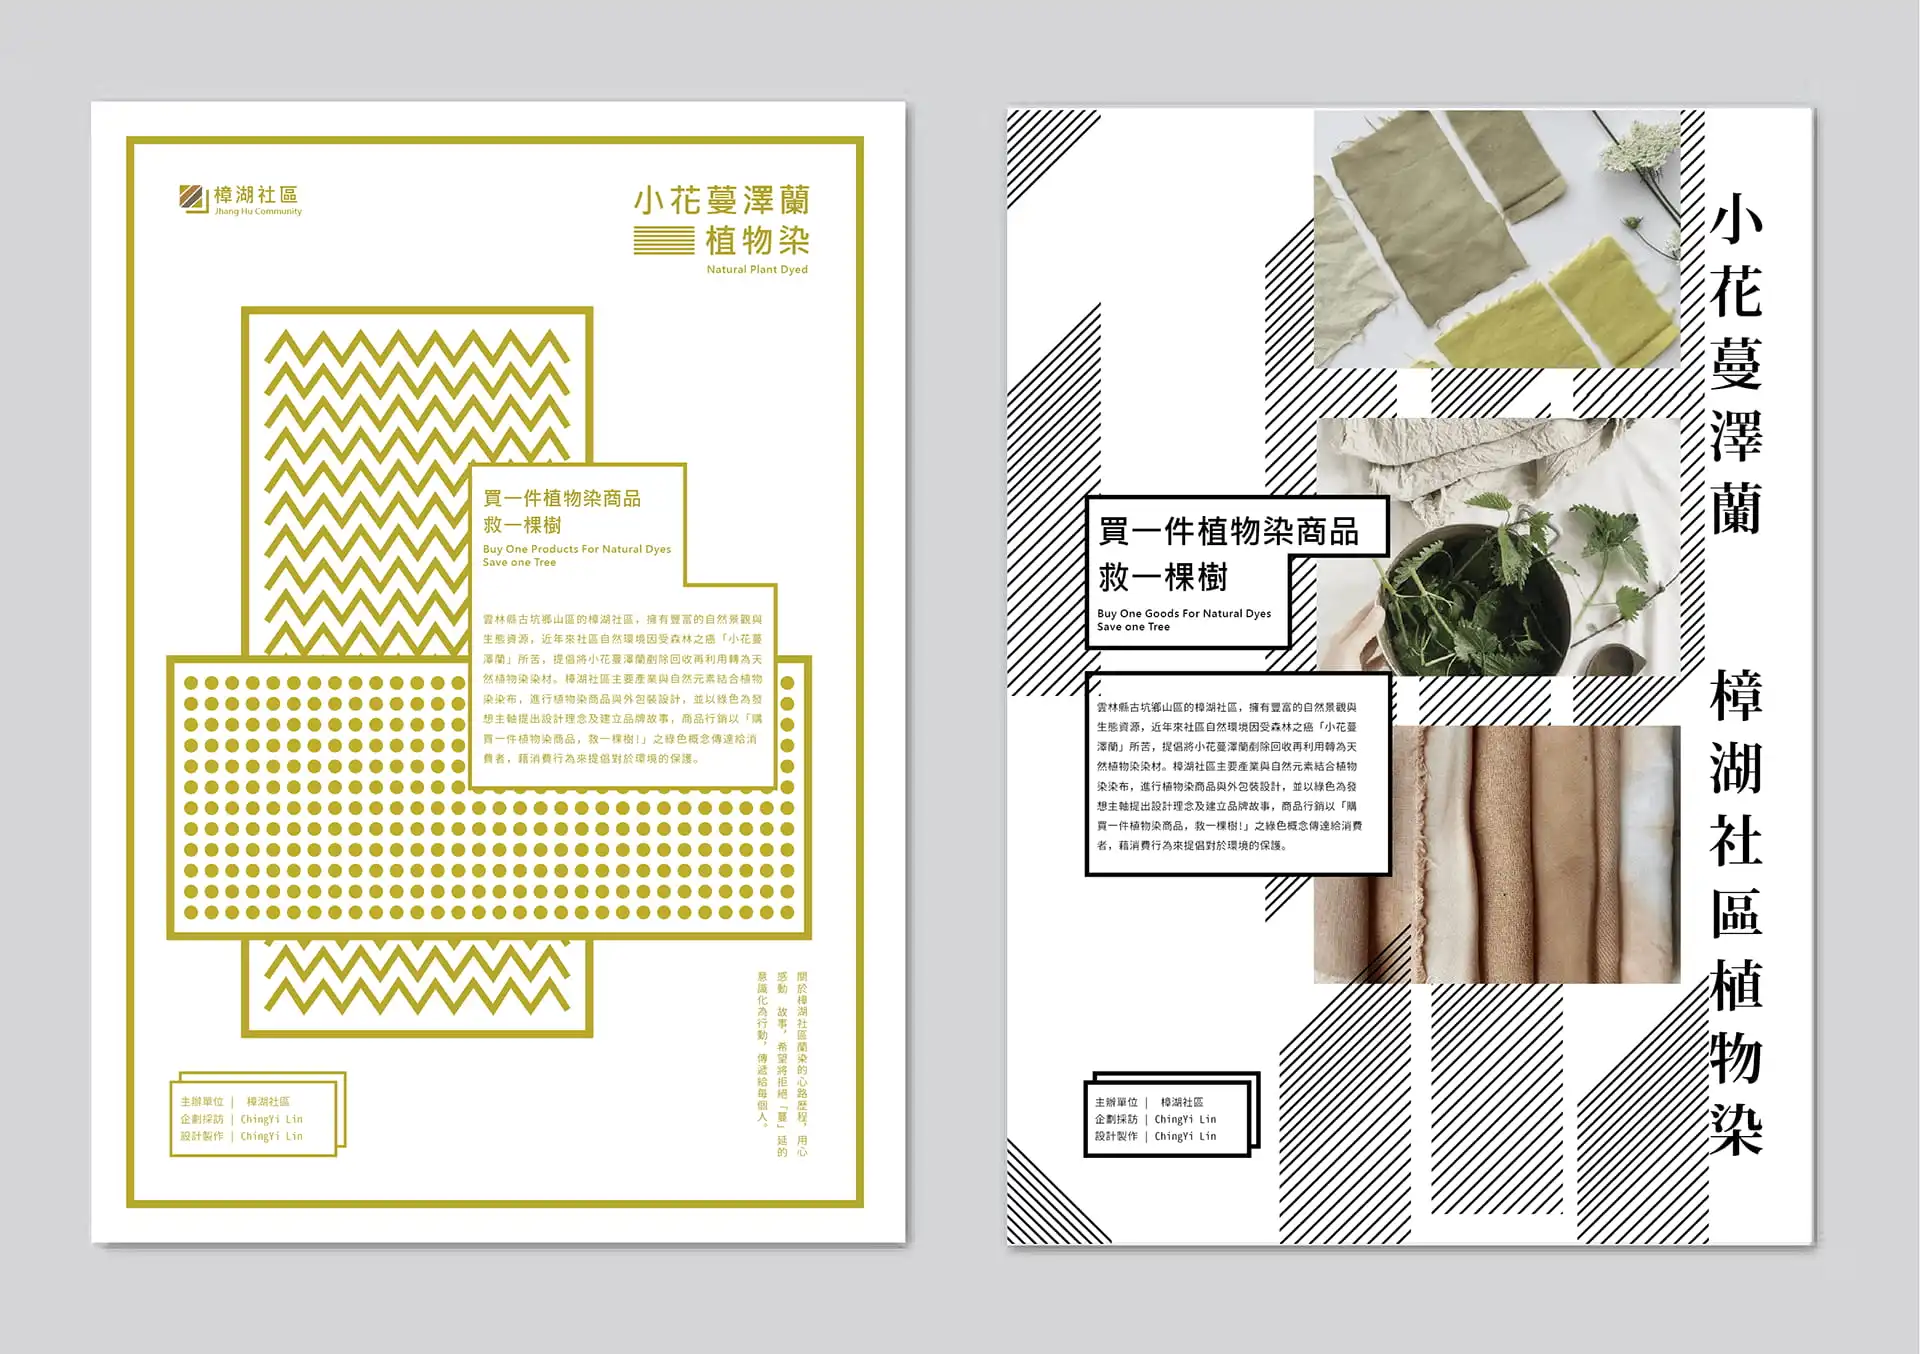 樟湖社區
Jhang Hu Community
小花蔓澤蘭
植物染
Natural Plant Dyed
買一件植物染商品
救一棵樹
Buy One Products For Natural Dyes
Save one Tree
雲林縣古坑鄉山區的樟湖社區，擁有豐富的自然景觀與
生態資源，近年來社區自然環境因受森林之癌「小花蔓
澤蘭」所苦，提倡將小花蔓澤蘭剷除回收再利用轉為天
然植物染染材。樟湖社區主要產業與自然元素結合植物
染染布，進行植物染商品與外包裝設計，並以綠色為發
想主軸提出設計理念及建立品牌故事，商品行銷以「購
買一件植物染商品，救一棵樹！」之綠色概念傳達給消
費者，藉消費行為來提倡對於環境的保護。
關於樟湖社區蘭染的心路歷程，用心
感動　故事，希望將拒絕「蔓」延的
意識化為行動，傳遞給每個人。
主辦單位｜　樟湖社區
企劃採訪｜ChingYi Lin
設計製作｜ChingYi Lin
小花蔓澤蘭　樟湖社區植物染
買一件植物染商品
救一棵樹
Buy One Goods For Natural Dyes
Save one Tree
雲林縣古坑鄉山區的樟湖社區，擁有豐富的自然景觀與
生態資源，近年來社區自然環境因受森林之癌「小花蔓
澤蘭」所苦，提倡將小花蔓澤蘭剷除回收再利用轉為天
然植物染染材。樟湖社區主要產業與自然元素結合植物
染染布，進行植物染商品與外包裝設計，並以綠色為發
想主軸提出設計理念及建立品牌故事，商品行銷以「購
買一件植物染商品，救一棵樹！」之綠色概念傳達給消費
者，藉消費行為來提倡對於環境的保護。
主辦單位｜　樟湖社區
企劃採訪｜ChingYi Lin
設計製作｜ChingYi Lin